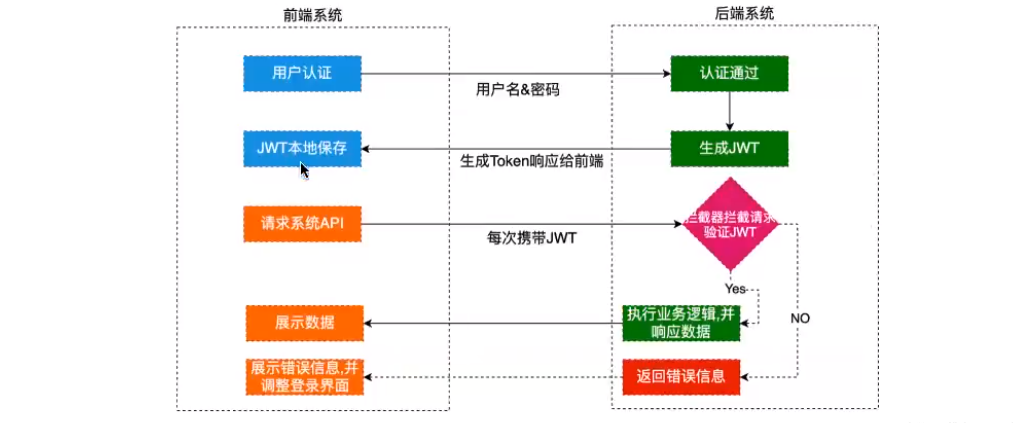 前端系统
后端系统
用户认证
用户名&密码
认证通过
JWT本地保存
生成Token响应给前端
生成JWT
请求系统API
每次携带JWT
拦截器拦截请求
验证JWT
Yes
NO
展示数据
执行业务逻辑,并
响应数据
展示错误信息,并
调整登录界面
返回错误信息